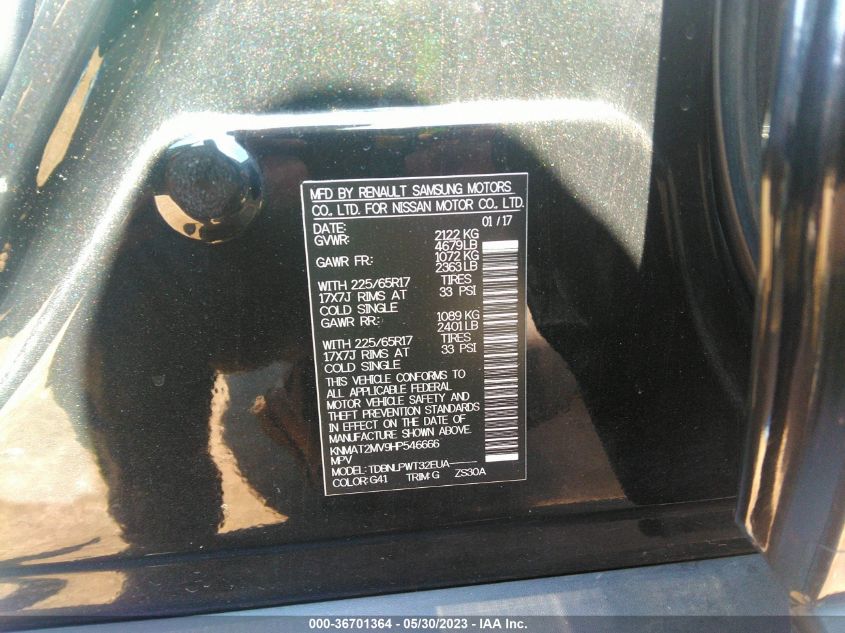 MFD BY RENAULT SAMSUNG MOTORS
CO., LTD. FOR NISSAN MOTOR CO., LTD.
DATE: 01/17
GVWR: 2122 KG
4679LB
GAWR FR: 1072 KG
2363LB
WITH 225/65R17 TIRES
17X7J RIMS AT 33 PSI
COLD SINGLE
GAWR RR: 1089 KG
2401LB
WITH 225/65R17 TIRES
17X7J RIMS AT 33 PSI
COLD SINGLE
THIS VEHICLE CONFORMS TO
ALL APPLICABLE FEDERAL
MOTOR VEHICLE SAFETY AND
THEFT PREVENTION STANDARDS
IN EFFECT ON THE DATE OF
MANUFACTURE SHOWN ABOVE.
KNMAT2MV9HP546666
MPV
MODEL: TDBNLPWT32EUA-----
COLOR: G41 TRIM: G ZS30A
000-36701364 - 05/30/2023 - IAA Inc.